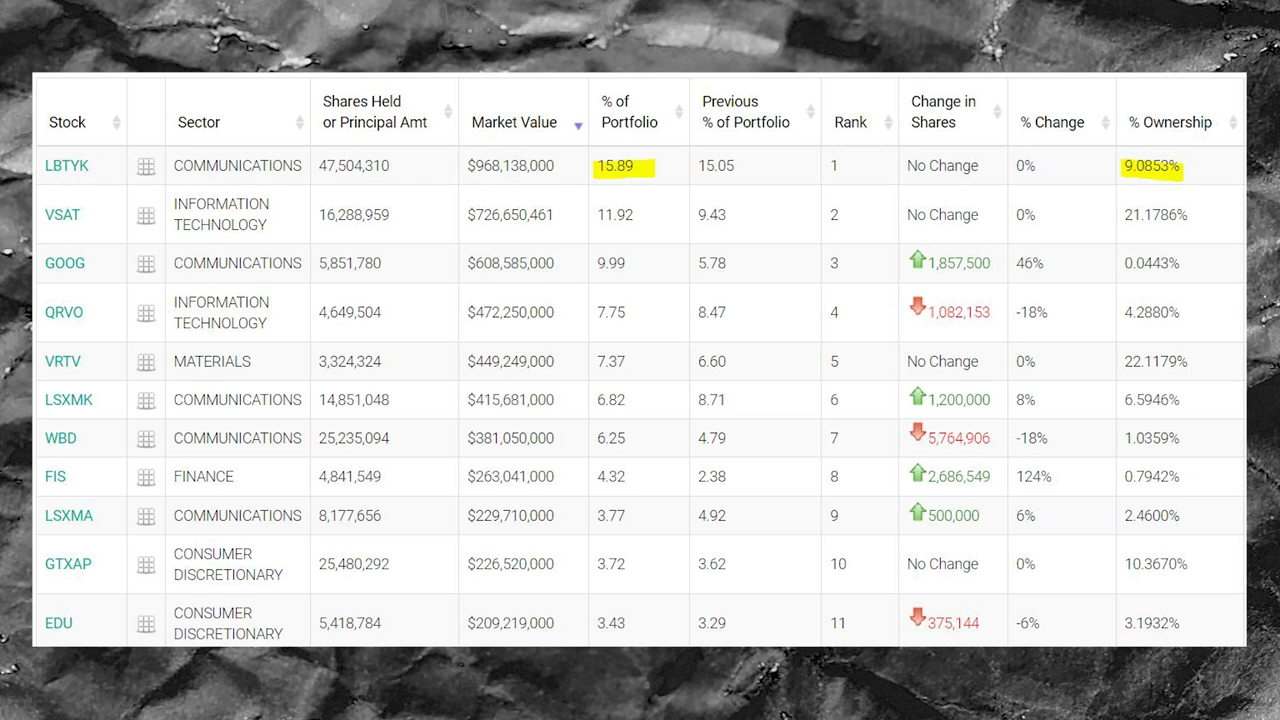 Stock Sector Shares Held or Principal Amt Market Value % of Portfolio Previous % of Portfolio Rank Change in Shares % Change % Ownership
LBTYK COMMUNICATIONS 47,504,310 $968,138,000 15.89 15.05 1 No Change 0% 9.0853%
VSAT INFORMATION TECHNOLOGY 16,288,959 $726,650,461 11.92 9.43 2 No Change 0% 21.1786%
GOOG COMMUNICATIONS 5,851,780 $608,585,000 9.99 5.78 3 1,857,500 46% 0.0443%
QRVO INFORMATION TECHNOLOGY 4,649,504 $472,250,000 7.75 8.47 4 1,082,153 -18% 4.2880%
VRTV MATERIALS 3,324,324 $449,249,000 7.37 6.60 5 No Change 0% 22.1179%
LSXMK COMMUNICATIONS 14,851,048 $415,681,000 6.82 8.71 6 1,200,000 8% 6.5946%
WBD COMMUNICATIONS 25,235,094 $381,050,000 6.25 4.79 7 5,764,906 -18% 1.0359%
FIS FINANCE 4,841,549 $263,041,000 4.32 2.38 8 2,686,549 124% 0.7942%
LSXMA COMMUNICATIONS 8,177,656 $229,710,000 3.77 4.92 9 500,000 6% 2.4600%
GTXAP CONSUMER DISCRETIONARY 25,480,292 $226,520,000 3.72 3.62 10 No Change 0% 10.3670%
EDU CONSUMER DISCRETIONARY 5,418,784 $209,219,000 3.43 3.29 11 375,144 -6% 3.1932%